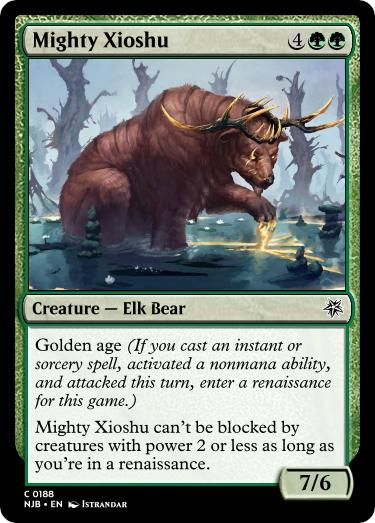 Mighty Xioshu 4
Creature — Elk Bear
Golden age (If you cast an instant or
sorcery spell, activated a nonmana ability,
and attacked this turn, enter a renaissance
for this game.)
Mighty Xioshu can't be blocked by
creatures with power 2 or less as long as
you're in a renaissance.
7/6
C 0188
NJB • EN Istrandar